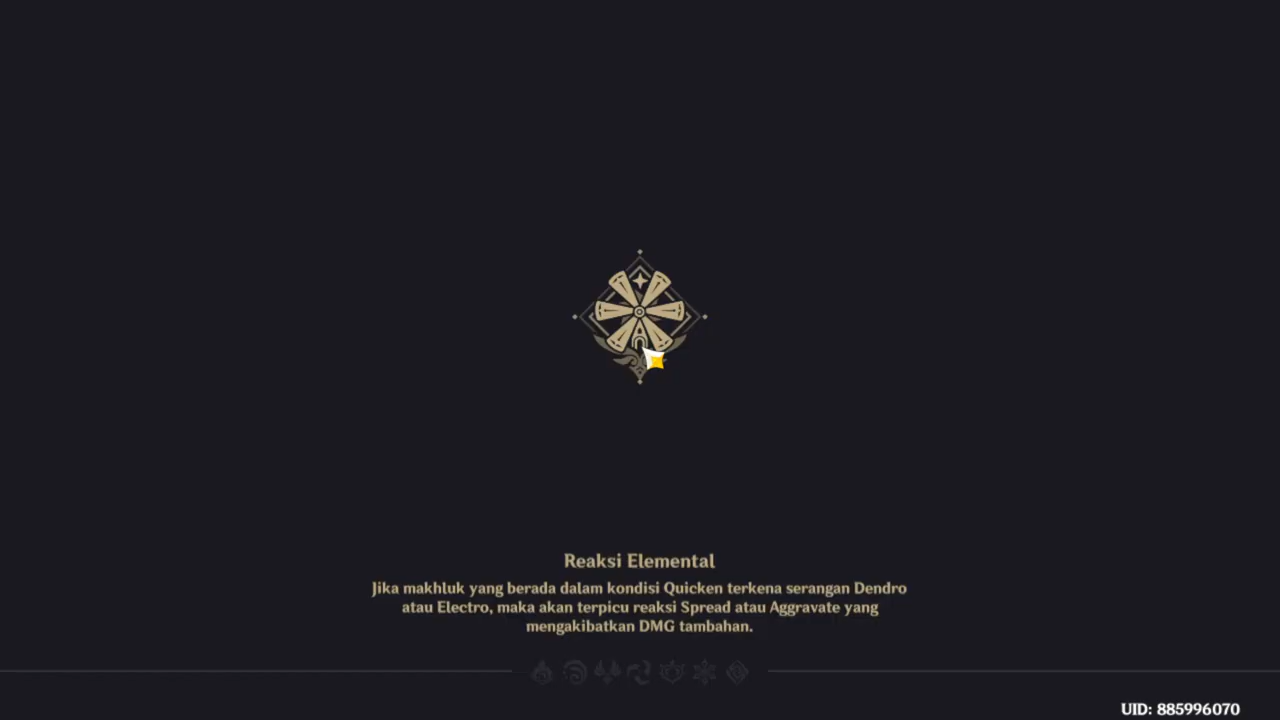 Reaksi Elemental
Jika makhluk yang berada dalam kondisi Quicken terkena serangan Dendro
atau Electro, maka akan terpicu reaksi Spread atau Aggravate yang
mengakibatkan DMG tambahan.
UID: 885996070